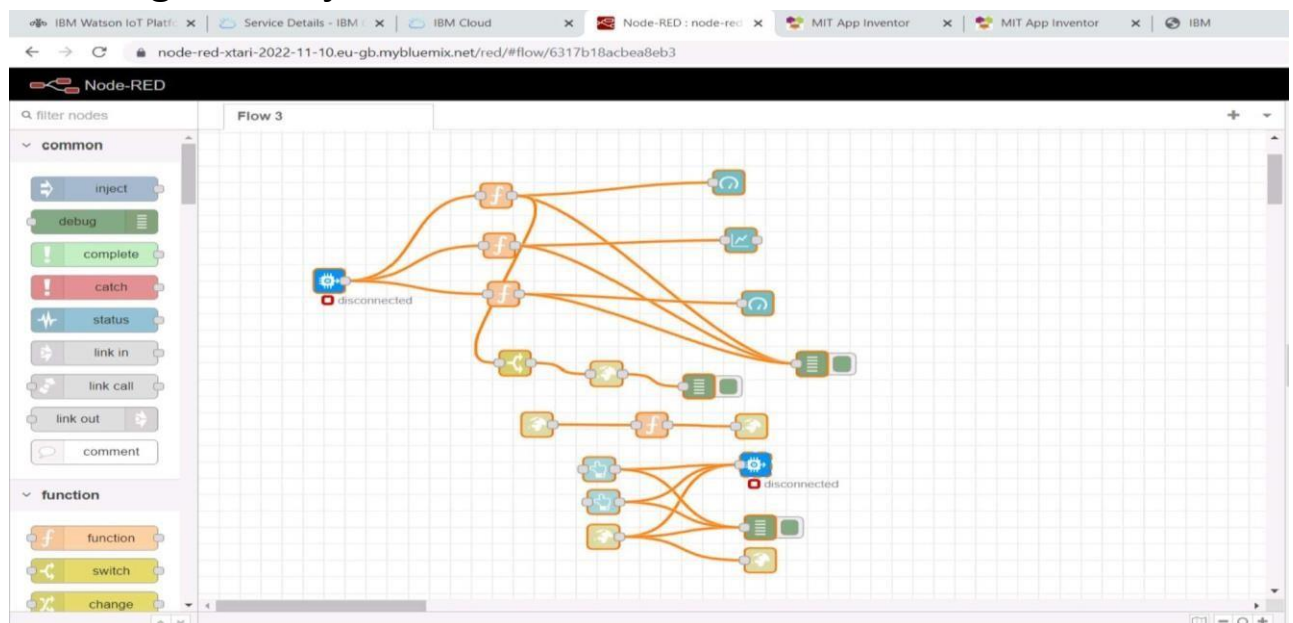 IBM Watson IoT Platf
Service Details - IBM
IBM Cloud
Node-RED : node-red
MIT App Inventor
MIT App Inventor
IBM
node-red-xtari-2022-11-10.eu-gb.mybluemix.net/red/#flow/6317b18acbea8eb3
Node-RED
filter nodes
Flow 3
common
inject
debug
complete
catch
status
link in
link call
link out
comment
function
function
switch
change
disconnected
disconnected